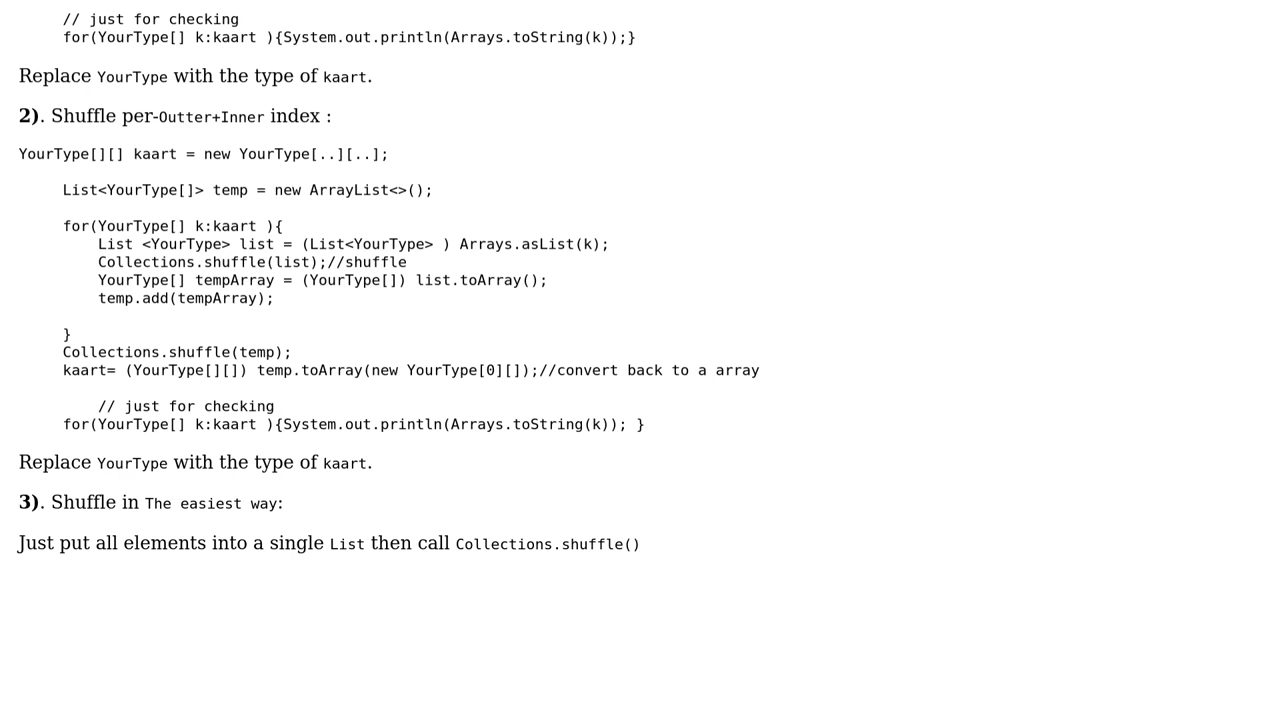 // just for checking
for(YourType[] k:kaart ){System.out.println(Arrays.toString(k));}
Replace YourType with the type of kaart.
2). Shuffle per-Outter+Inner index :
YourType[][] kaart = new YourType[..][..];
List<YourType[]> temp = new ArrayList<>();
for(YourType[] k:kaart ){
List <YourType> list = (List<YourType> ) Arrays.asList(k);
Collections.shuffle(list);//shuffle
YourType[] tempArray = (YourType[]) list.toArray();
temp.add(tempArray);
}
Collections.shuffle(temp);
kaart= (YourType[][]) temp.toArray(new YourType[0][]);//convert back to a array
// just for checking
for(YourType[] k:kaart ){System.out.println(Arrays.toString(k)); }
Replace YourType with the type of kaart.
3). Shuffle in The easiest way:
Just put all elements into a single List then call Collections.shuffle()